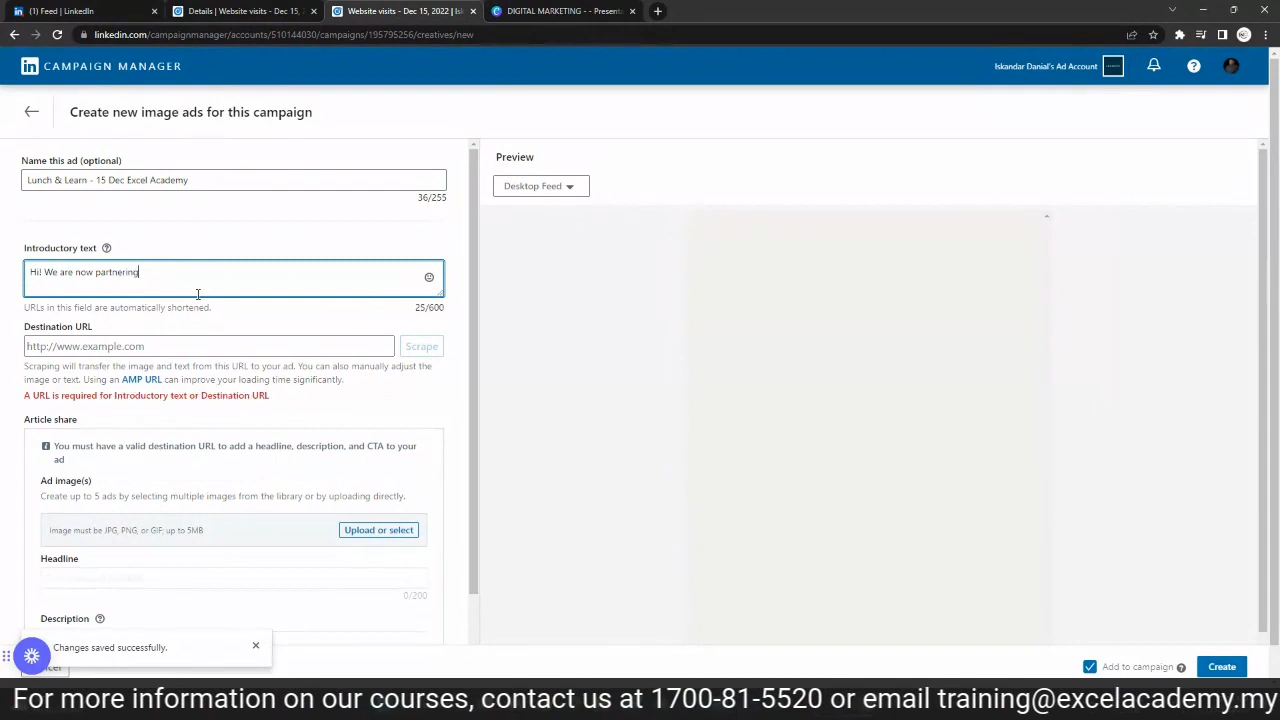 (1) Feed | LinkedIn
Details | Website visits - Dec 15,
Website visits - Dec 15, 2022 | Isk
DIGITAL MARKETING - - Presenta
linkedin.com/campaignmanager/accounts/510144030/campaigns/195795256/creatives/new
CAMPAIGN MANAGER
Iskandar Danial's Ad Account
Create new image ads for this campaign
Name this ad (optional)
Lunch & Learn - 15 Dec Excel Academy
36/255
Introductory text
Hi! We are now partnering
URLs in this field are automatically shortened.
25/600
Destination URL
http://www.example.com
Scrape
Scraping will transfer the image and text from this URL to your ad. You can also manually adjust the
image or text. Using an AMP URL can improve your loading time significantly.
A URL is required for Introductory text or Destination URL
Article share
You must have a valid destination URL to add a headline, description, and CTA to your
ad
Ad image(s)
Create up to 5 ads by selecting multiple images from the library or by uploading directly.
Image must be JPG, PNG, or GIF; up to 5MB
Upload or select
Headline
0/200
Description
Changes saved successfully.
Preview
Desktop Feed
Add to campaign
Create
For more information on our courses, contact us at 1700-81-5520 or email training@excelacademy.my